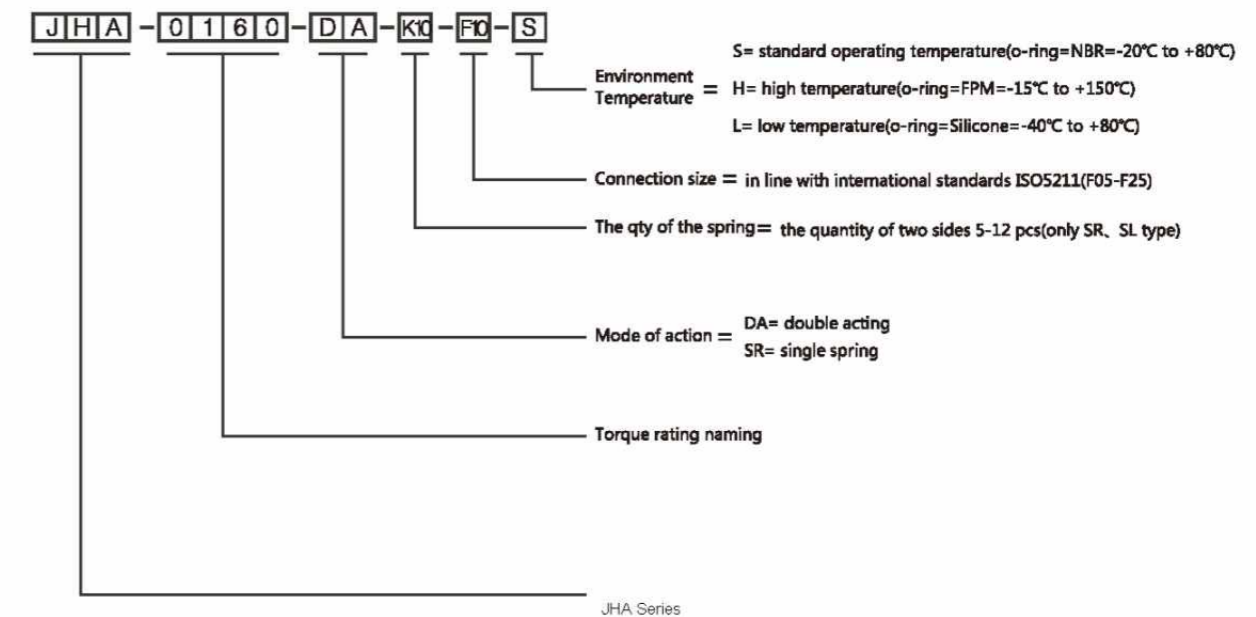 JHA-0160-DA-K10-F10-S
S= standard operating temperature(o-ring=NBR=-20℃ to +80℃)
Environment Temperature = H= high temperature(o-ring=FPM=-15℃ to +150℃)
L= low temperature(o-ring=Silicone=-40℃ to +80℃)
Connection size = in line with international standards ISO5211(F05-F25)
The qty of the spring= the quantity of two sides 5-12 pcs(only SR、SL type)
Mode of action = DA= double acting
SR= single spring
Torque rating naming
JHA Series